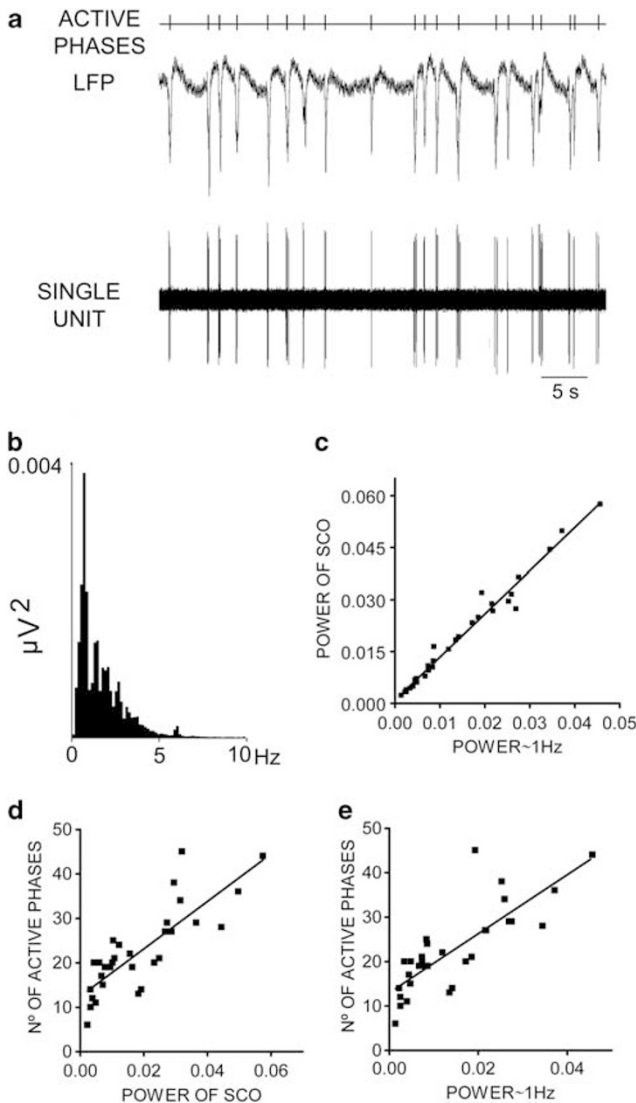 a
ACTIVE
PHASES
LFP
SINGLE
UNIT
5 s
b
0.004
µV2
0
5
10
Hz
c
POWER OF SCO
0.060
0.045
0.030
0.015
0.000
0.00 0.01 0.02 0.03 0.04 0.05
POWER~1Hz
d
Nº OF ACTIVE PHASES
50
40
30
20
10
0
0.00 0.02 0.04 0.06
POWER OF SCO
e
Nº OF ACTIVE PHASES
50
40
30
20
10
0
0.00 0.02 0.04
POWER~1Hz